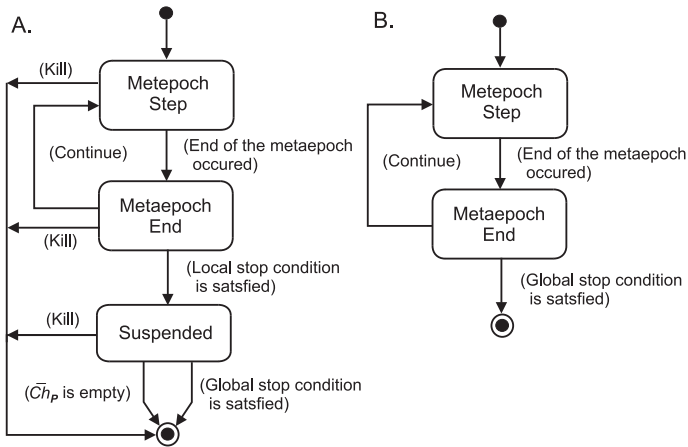 A.
(Kill)
Metepoch
Step
(Continue)
(End of the metaepoch
occured)
Metaepoch
End
(Kill)
(Local stop condition
is satsfied)
(Kill)
Suspended
(C̅h̅P is empty)
(Global stop condition
is satsfied)
B.
Metepoch
Step
(Continue)
(End of the metaepoch
occured)
Metaepoch
End
(Global stop condition
is satsfied)